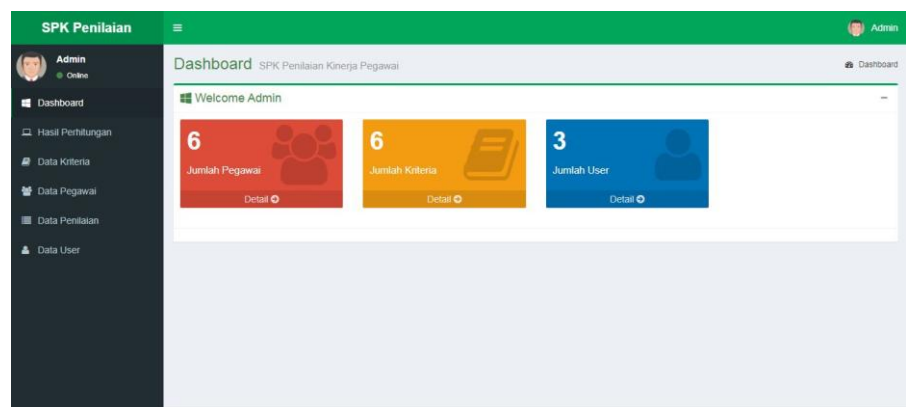 SPK Penilaian
Admin
Admin
Online
Dashboard
Hasil Perhitungan
Data Kriteria
Data Pegawai
Data Penilaian
Data User
Dashboard SPK Penilaian Kinerja Pegawai
Dashboard
Welcome Admin
6
Jumlah Pegawai
Detail
6
Jumlah Kriteria
Detail
3
Jumlah User
Detail